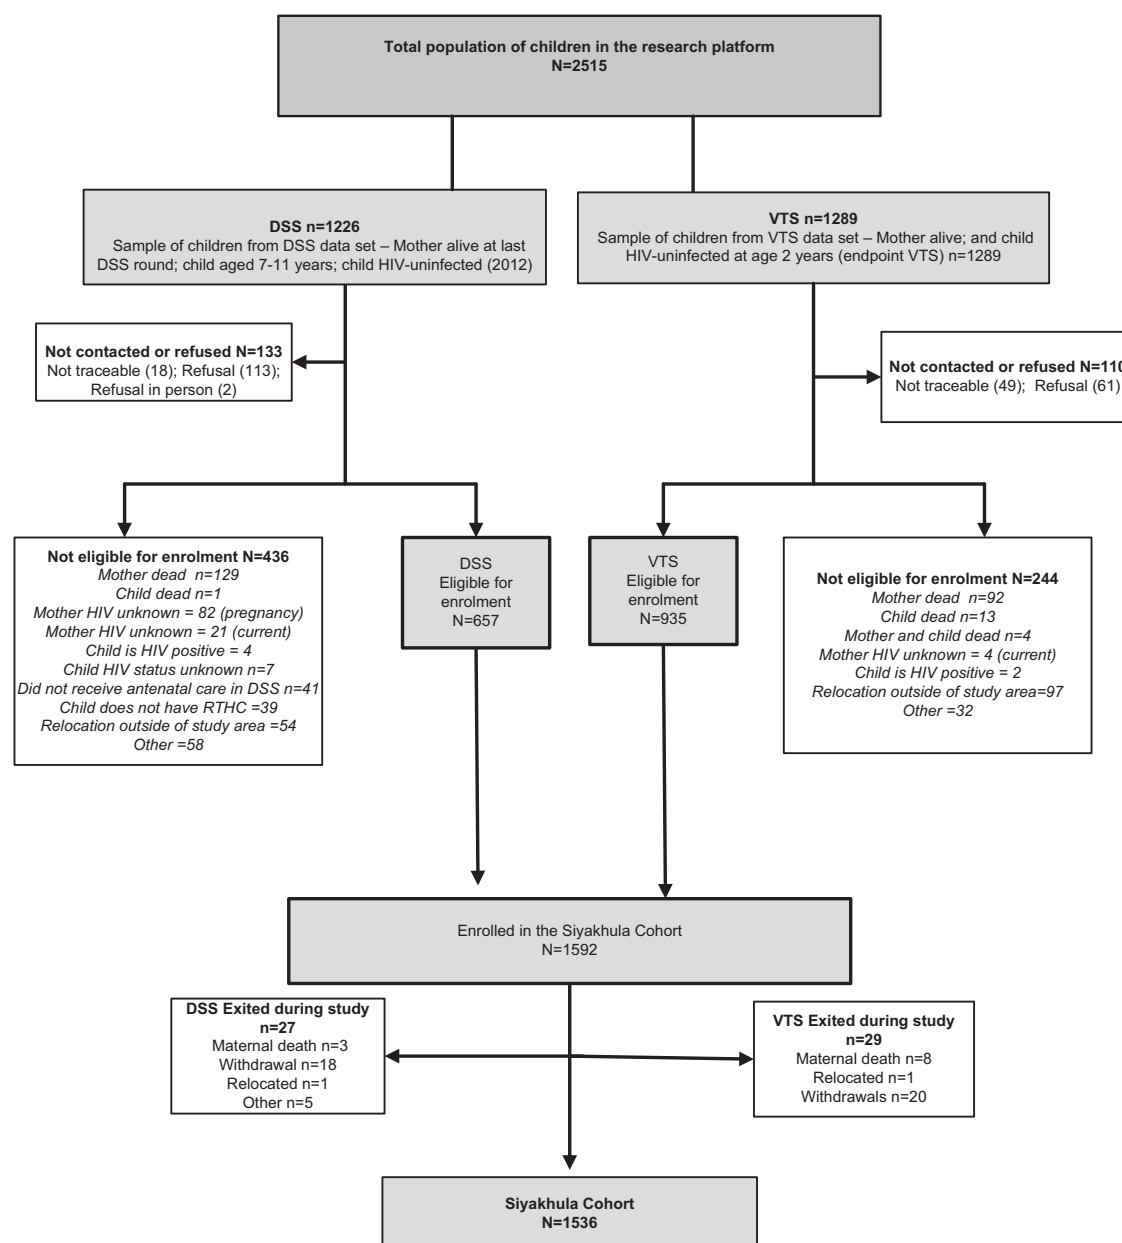 Total population of children in the research platform
N=2515
DSS n=1226
Sample of children from DSS data set – Mother alive at last
DSS round; child aged 7-11 years; child HIV-uninfected (2012)
VTS n=1289
Sample of children from VTS data set – Mother alive; and child
HIV-uninfected at age 2 years (endpoint VTS) n=1289
Not contacted or refused N=133
Not traceable (18); Refusal (113);
Refusal in person (2)
Not contacted or refused N=110
Not traceable (49); Refusal (61)
Not eligible for enrolment N=436
Mother dead n=129
Child dead n=1
Mother HIV unknown = 82 (pregnancy)
Mother HIV unknown = 21 (current)
Child is HIV positive = 4
Child HIV status unknown n=7
Did not receive antenatal care in DSS n=41
Child does not have RTHC =39
Relocation outside of study area =54
Other =58
DSS
Eligible for
enrolment
N=657
VTS
Eligible for
enrolment
N=935
Not eligible for enrolment N=244
Mother dead n=92
Child dead n=13
Mother and child dead n=4
Mother HIV unknown = 4 (current)
Child is HIV positive = 2
Relocation outside of study area=97
Other =32
Enrolled in the Siyakhula Cohort
N=1592
DSS Exited during study
n=27
Maternal death n=3
Withdrawal n=18
Relocated n=1
Other n=5
VTS Exited during study
n=29
Maternal death n=8
Relocated n=1
Withdrawals n=20
Siyakhula Cohort
N=1536